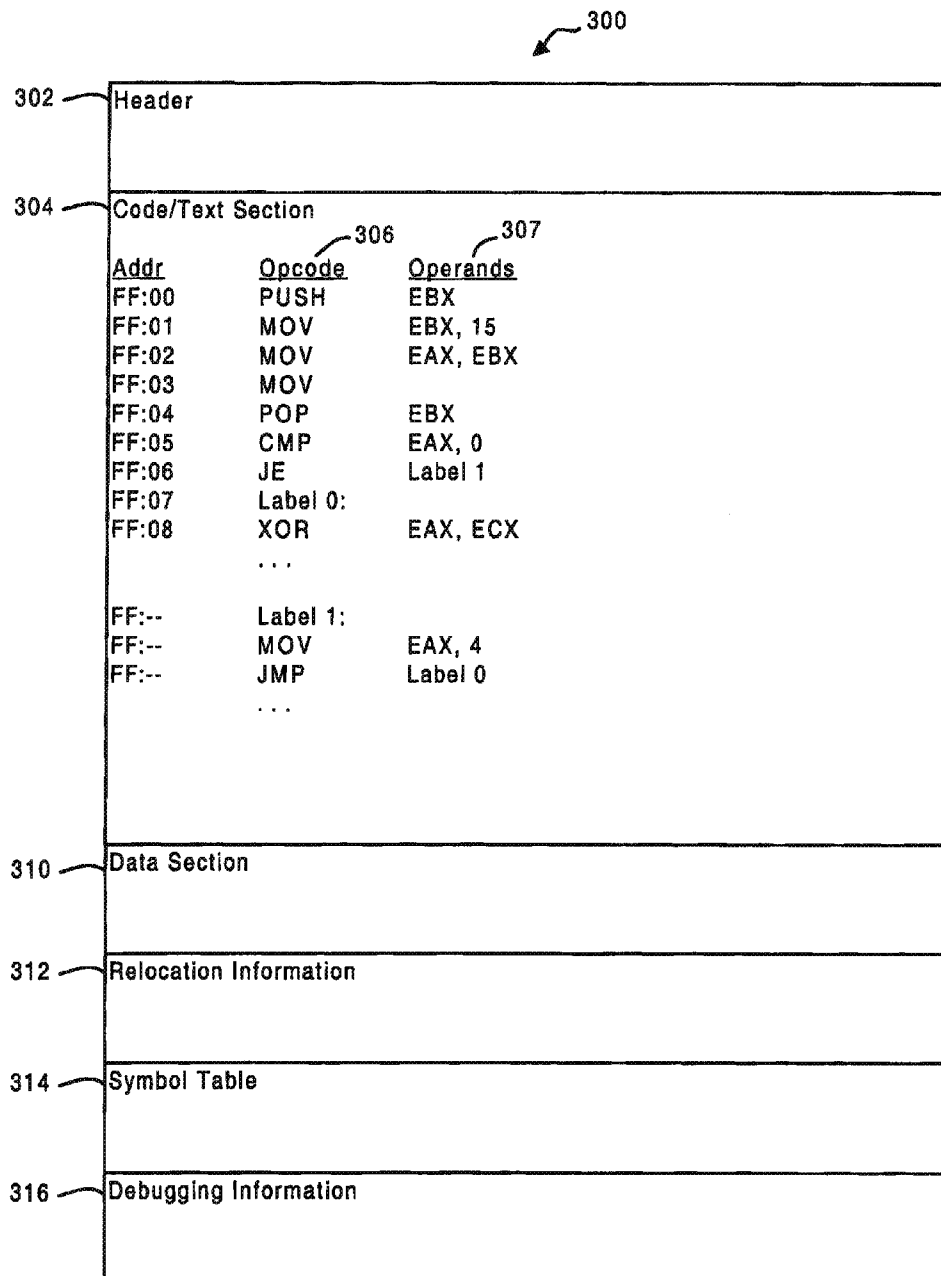 300
302 Header
304 Code/Text Section
306 307
Addr Opcode Operands
FF:00 PUSH EBX
FF:01 MOV EBX, 15
FF:02 MOV EAX, EBX
FF:03 MOV
FF:04 POP EBX
FF:05 CMP EAX, 0
FF:06 JE Label 1
FF:07 Label 0:
FF:08 XOR EAX, ECX
. . .
FF:-- Label 1:
FF:-- MOV EAX, 4
FF:-- JMP Label 0
. . .
310 Data Section
312 Relocation Information
314 Symbol Table
316 Debugging Information